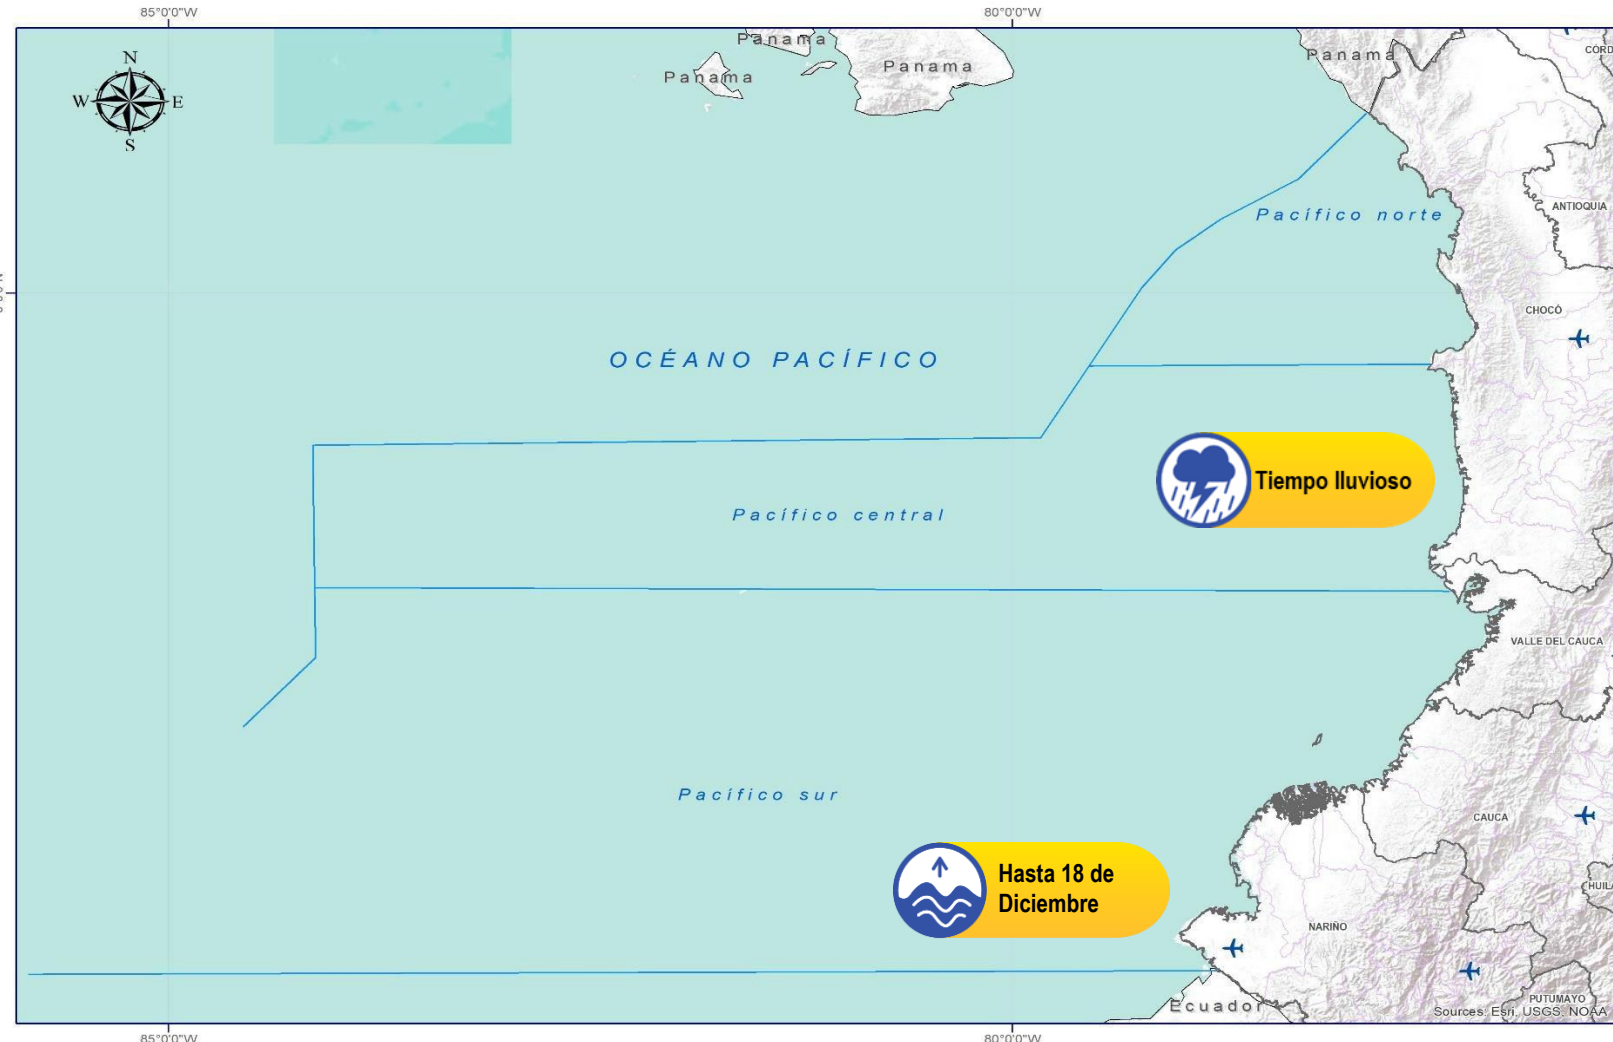 85°0'0"W
80°0'0"W
N
W
E
S
Panama
Panama
Panama
Panama
CÓRD
ANTIOQUIA
Pacífico norte
CHOCÓ
OCÉANO PACÍFICO
Tiempo lluvioso
Pacífico central
VALLE DEL CAUCA
Pacífico sur
CAUCA
Hasta 18 de
Diciembre
HUILA
NARIÑO
Ecuador
PUTUMAYO
Sources: Esri, USGS, NOAA
85°0'0"W
80°0'0"W